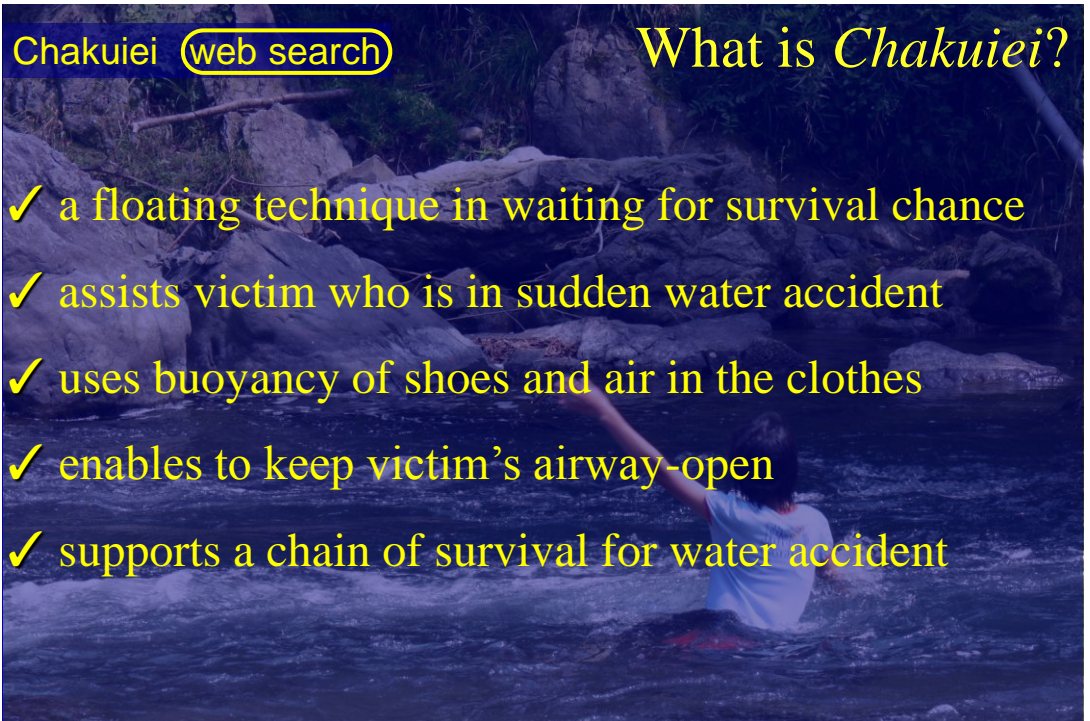 Chakuiei web search
What is Chakuiei?
✓ a floating technique in waiting for survival chance
✓ assists victim who is in sudden water accident
✓ uses buoyancy of shoes and air in the clothes
✓ enables to keep victim’s airway-open
✓ supports a chain of survival for water accident